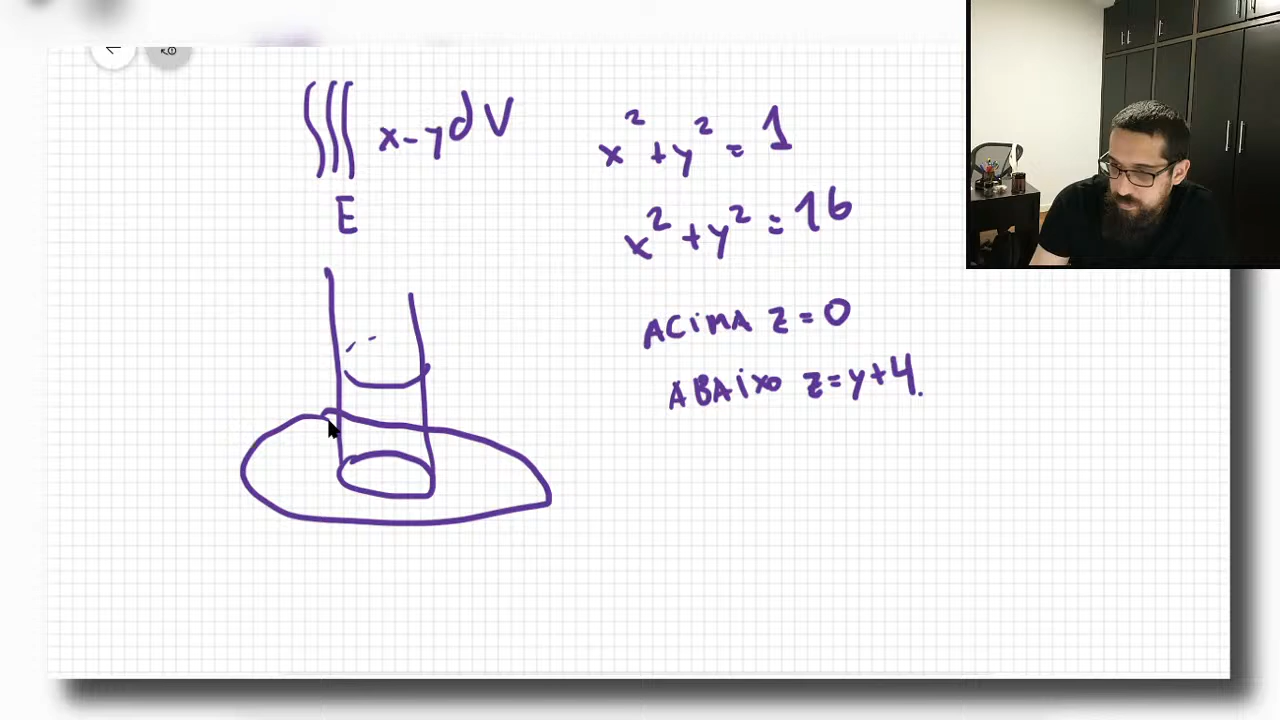 ∭ x-y dV
E
x² + y² = 1
x² + y² = 16
ACiMA z = 0
ABAiXO z = y + 4.